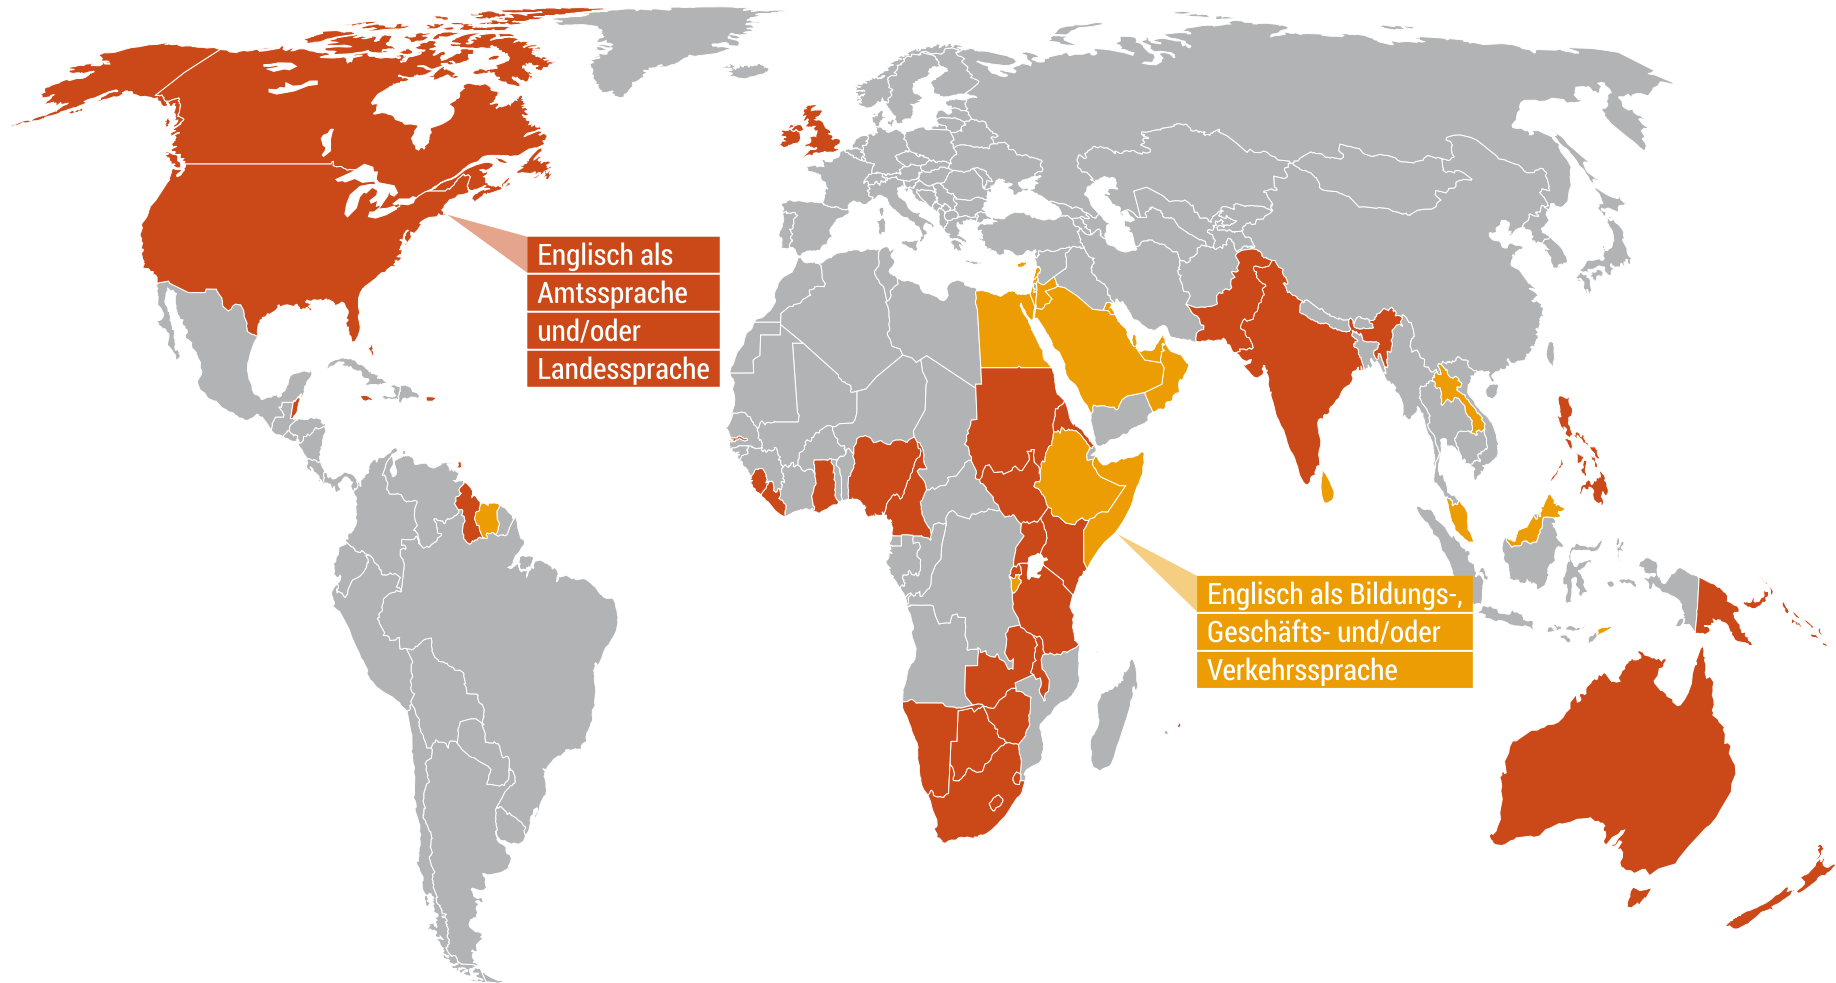 Englisch als
Amtssprache
und/oder
Landessprache
Englisch als Bildungs-,
Geschäfts- und/oder
Verkehrssprache